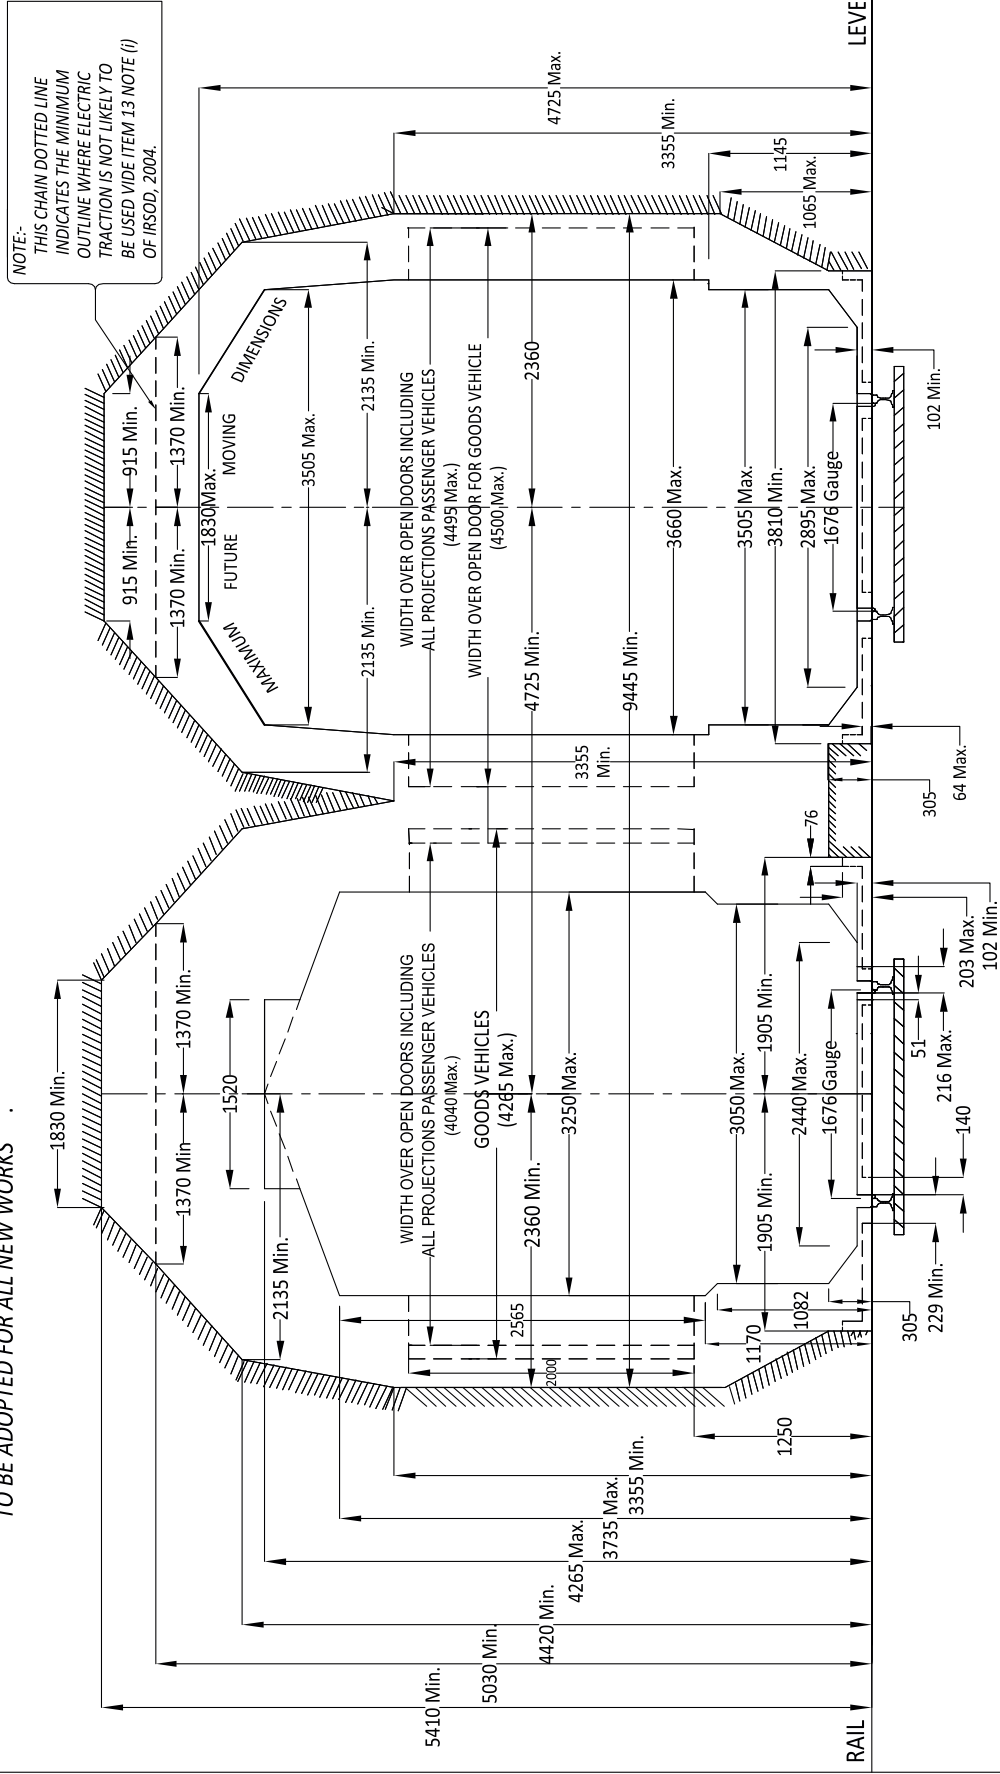 TO BE ADOPTED FOR ALL NEW WORKS .
NOTE:-
THIS CHAIN DOTTED LINE
INDICATES THE MINIMUM
OUTLINE WHERE ELECTRIC
TRACTION IS NOT LIKELY TO
BE USED VIDE ITEM 13 NOTE (i)
OF IRSOD, 2004.
1830 Min.
1370 Min
1370 Min.
1520
2135 Min.
WIDTH OVER OPEN DOORS INCLUDING
ALL PROJECTIONS PASSENGER VEHICLES
(4040 Max.)
GOODS VEHICLES
(4265 Max.)
2360 Min.
3250 Max.
2565
2000
3050 Max.
1905 Min.
1905 Min.
2440 Max.
1676 Gauge
1082
1170
1250
305
229 Min.
140
216 Max.
51
203 Max.
102 Min.
76
5410 Min.
5030 Min.
4420 Min.
4265 Max.
3735 Max.
3355 Min.
915 Min.
915 Min.
1370 Min.
1370 Min.
1830Max.
MAXIMUM
FUTURE
MOVING
DIMENSIONS
3505 Max.
2135 Min.
2135 Min.
WIDTH OVER OPEN DOORS INCLUDING
ALL PROJECTIONS PASSENGER VEHICLES
(4495 Max.)
WIDTH OVER OPEN DOOR FOR GOODS VEHICLE
(4500 Max.)
4725 Min.
2360
9445 Min.
3355
Min.
3660 Max.
3505 Max.
3810 Min.
2895 Max.
1676 Gauge
305
64 Max.
102 Min.
4725 Max.
3355 Min.
1145
1065 Max.
RAIL
LEVE